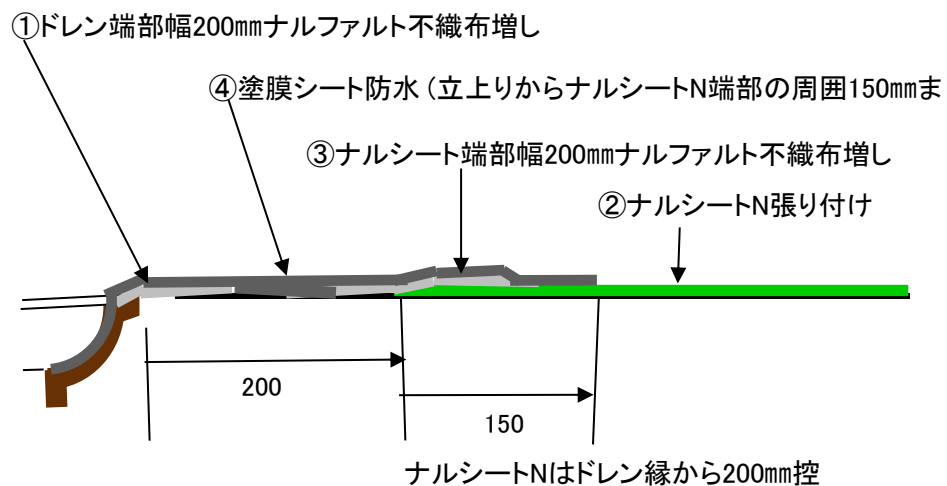 ①ドレン端部幅200㎜ナルファルト不織布増し
④塗膜シート防水（立上りからナルシートN端部の周囲150㎜ま
③ナルシート端部幅200㎜ナルファルト不織布増し
②ナルシートN張り付け
200
150
ナルシートNはドレン縁から200㎜控